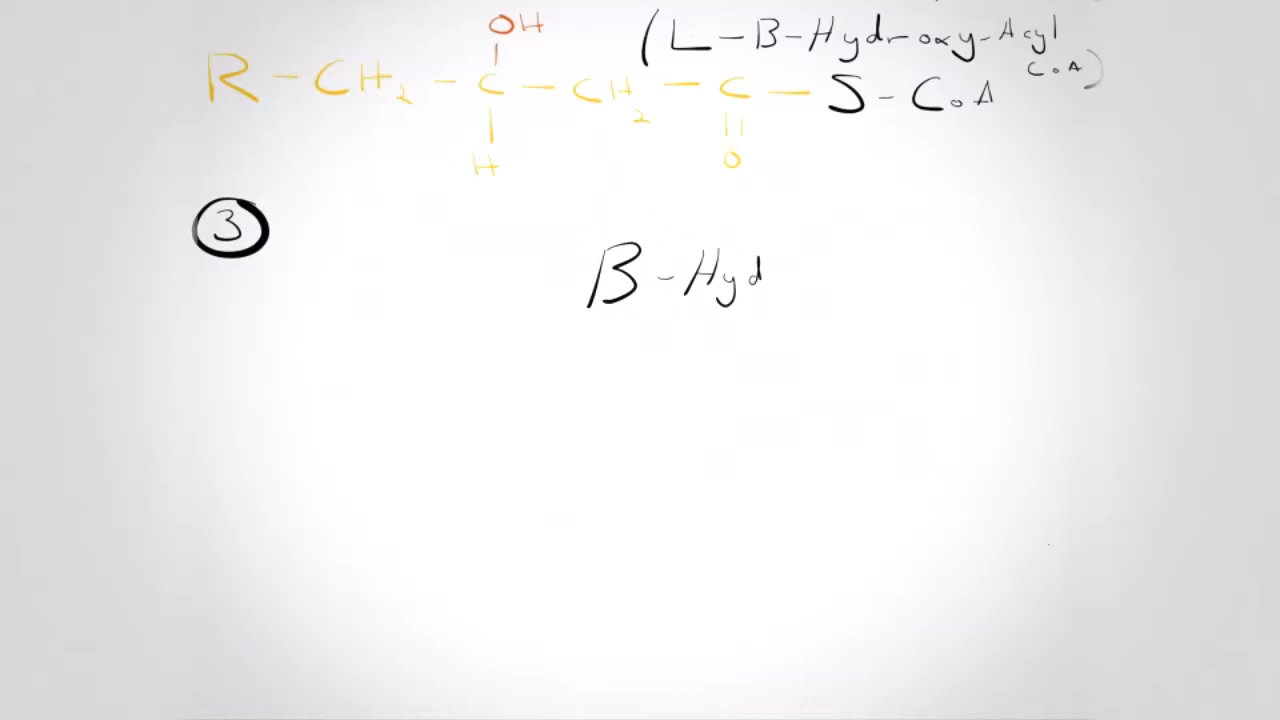 OH
(L-B-Hydroxy-Acyl
CoA)
R-CH2-C-CH2-C-S-CoA
H
O
3
B-Hyd